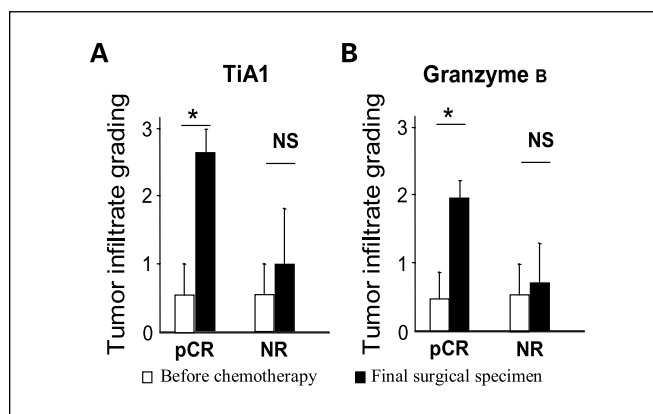 A
TiA1
Tumor infiltrate grading
3
2
1
0
*
NS
pCR
NR
B
Granzyme B
Tumor infiltrate grading
3
2
1
0
*
NS
pCR
NR
Before chemotherapy
Final surgical specimen